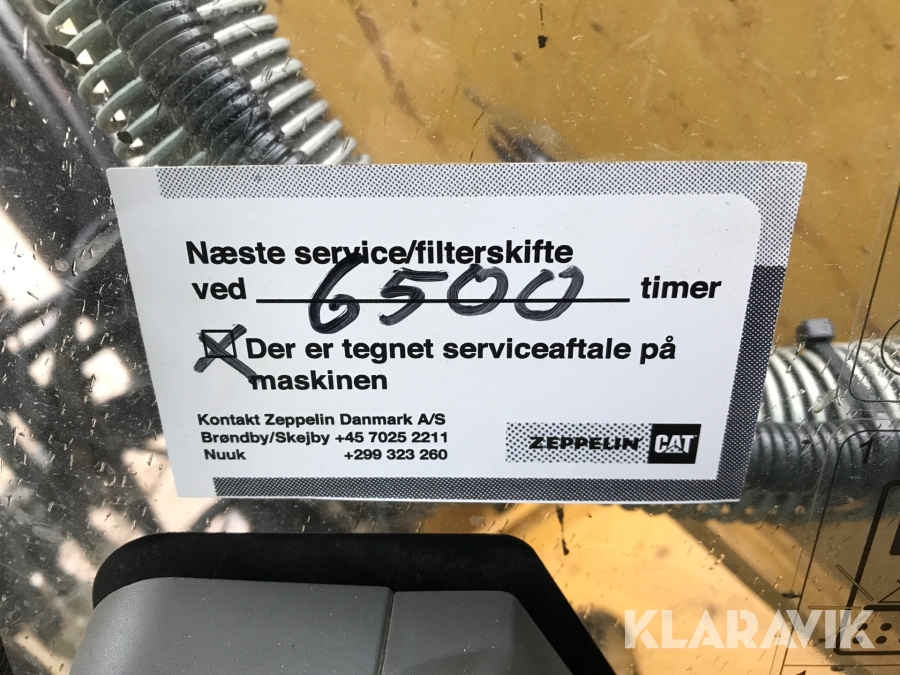 Næste service/filterskifte
ved 6500 timer
Der er tegnet serviceaftale på
maskinen
Kontakt Zeppelin Danmark A/S
Brøndby/Skejby +45 7025 2211
Nuuk +299 323 260
ZEPPELIN CAT
1
KLARAVIK